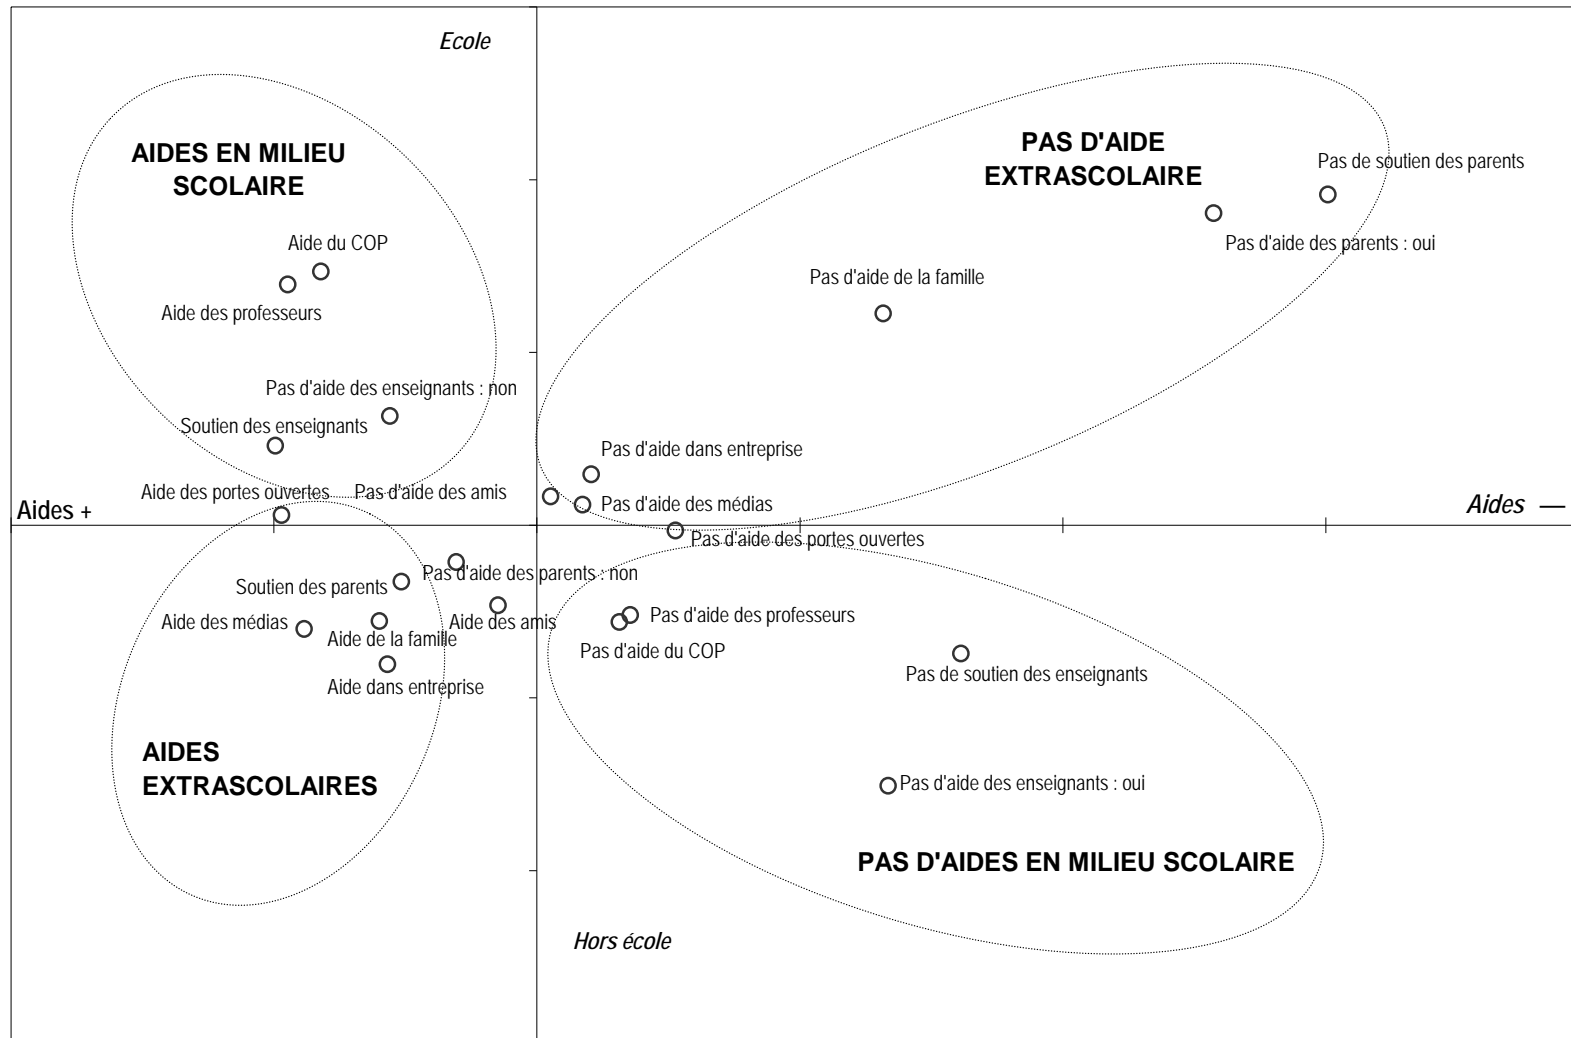 Ecole
AIDES EN MILIEU
SCOLAIRE
PAS D'AIDE
EXTRASCOLAIRE
Pas de soutien des parents
Aide du COP
Pas d'aide des parents : oui
Pas d'aide de la famille
Aide des professeurs
Pas d'aide des enseignants : non
Soutien des enseignants
Pas d'aide dans entreprise
Aide des portes ouvertes
Pas d'aide des amis
Pas d'aide des médias
Aides +
Aides —
Pas d'aide des portes ouvertes
Pas d'aide des parents : non
Soutien des parents
Aide des médias
Aide de la famille
Aide des amis
Pas d'aide des professeurs
Pas d'aide du COP
Pas de soutien des enseignants
Aide dans entreprise
AIDES
EXTRASCOLAIRES
Pas d'aide des enseignants : oui
PAS D'AIDES EN MILIEU SCOLAIRE
Hors école